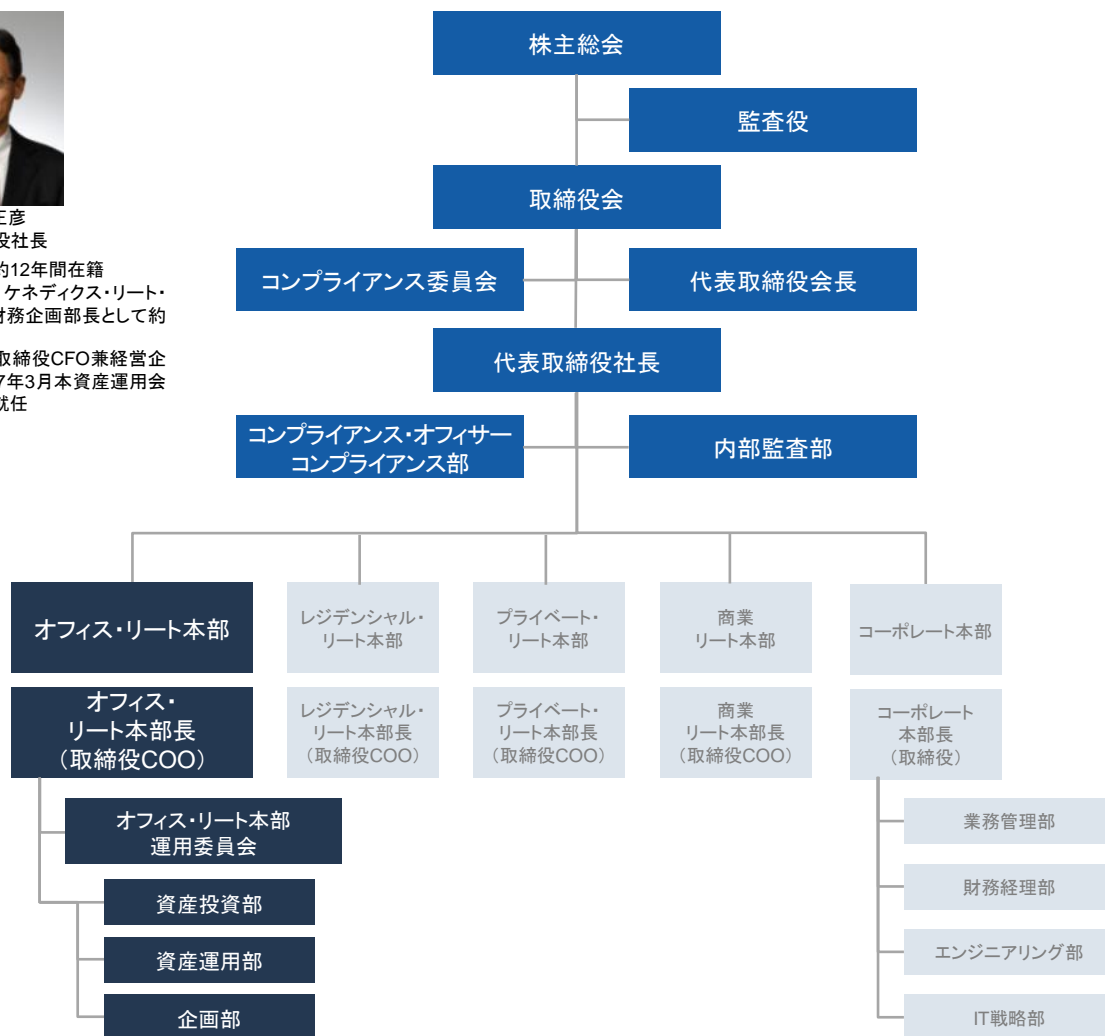 株主総会
監査役
取締役会
コンプライアンス委員会
代表取締役会長
代表取締役社長
コンプライアンス・オフィサー
コンプライアンス部
内部監査部
正彦
役社長
約12年間在籍
ケネディクス・リート・
財務企画部長として約
取締役CFO兼経営企
7年3月本資産運用会
就任
オフィス・リート本部
レジデンシャル・
リート本部
プライベート・
リート本部
商業
リート本部
コーポレート本部
オフィス・
リート本部長
（取締役COO）
レジデンシャル・
リート本部長
（取締役COO）
プライベート・
リート本部長
（取締役COO）
商業
リート本部長
（取締役COO）
コーポレート
本部長
（取締役）
オフィス・リート本部
運用委員会
資産投資部
資産運用部
企画部
業務管理部
財務経理部
エンジニアリング部
IT戦略部